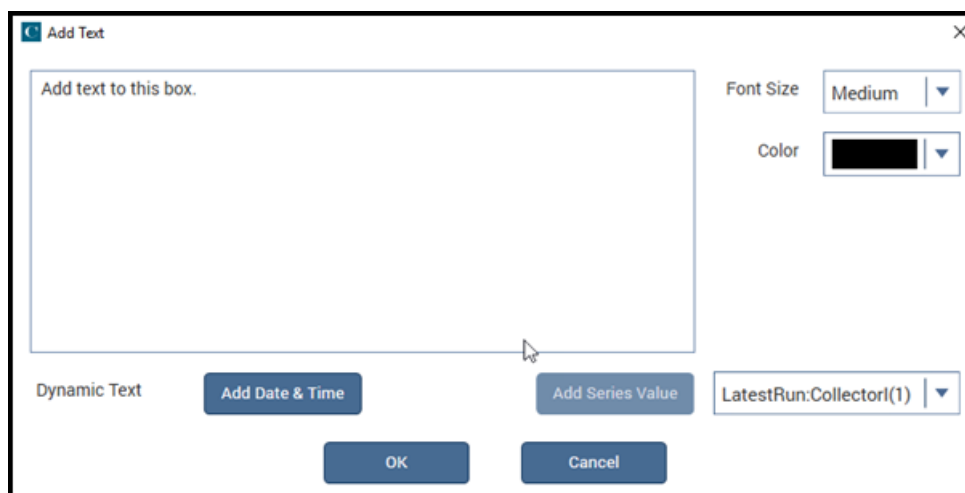 C Add Text
Add text to this box.
Font Size
Medium
Color
Dynamic Text
Add Date & Time
Add Series Value
LatestRun:CollectorI(1)
OK
Cancel